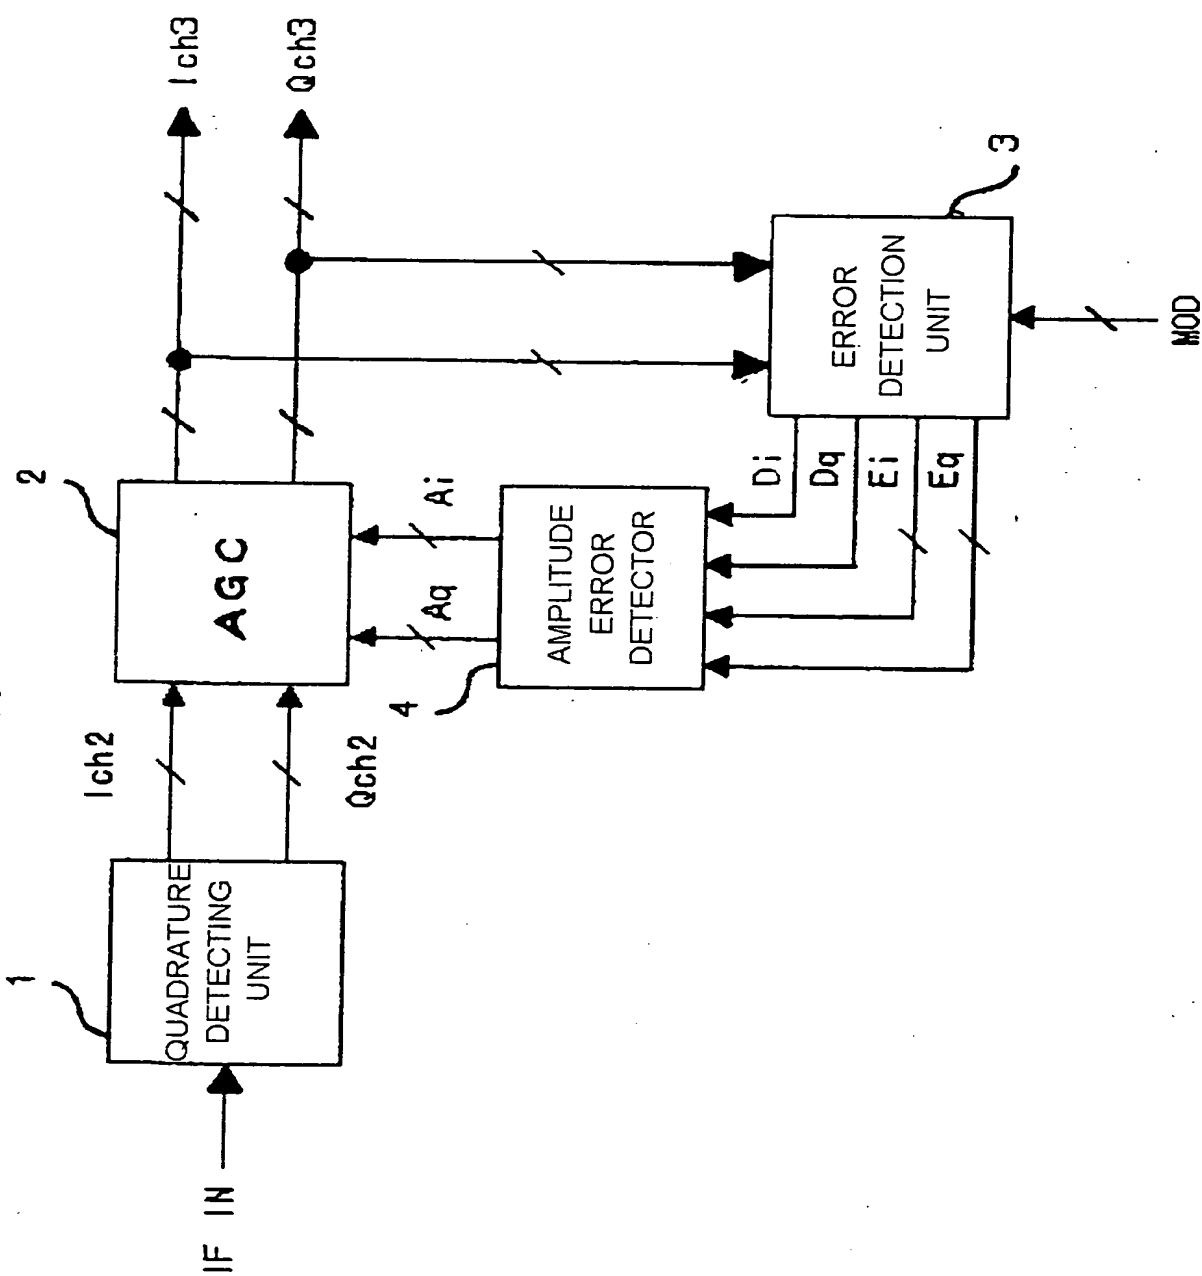 IF IN
1
QUADRATURE
DETECTING
UNIT
Ich2
Qch2
2
AGC
Ich3
Qch3
Aq
Ai
4
AMPLITUDE
ERROR
DETECTOR
Di
Dq
Ei
Eq
3
ERROR
DETECTION
UNIT
MOD